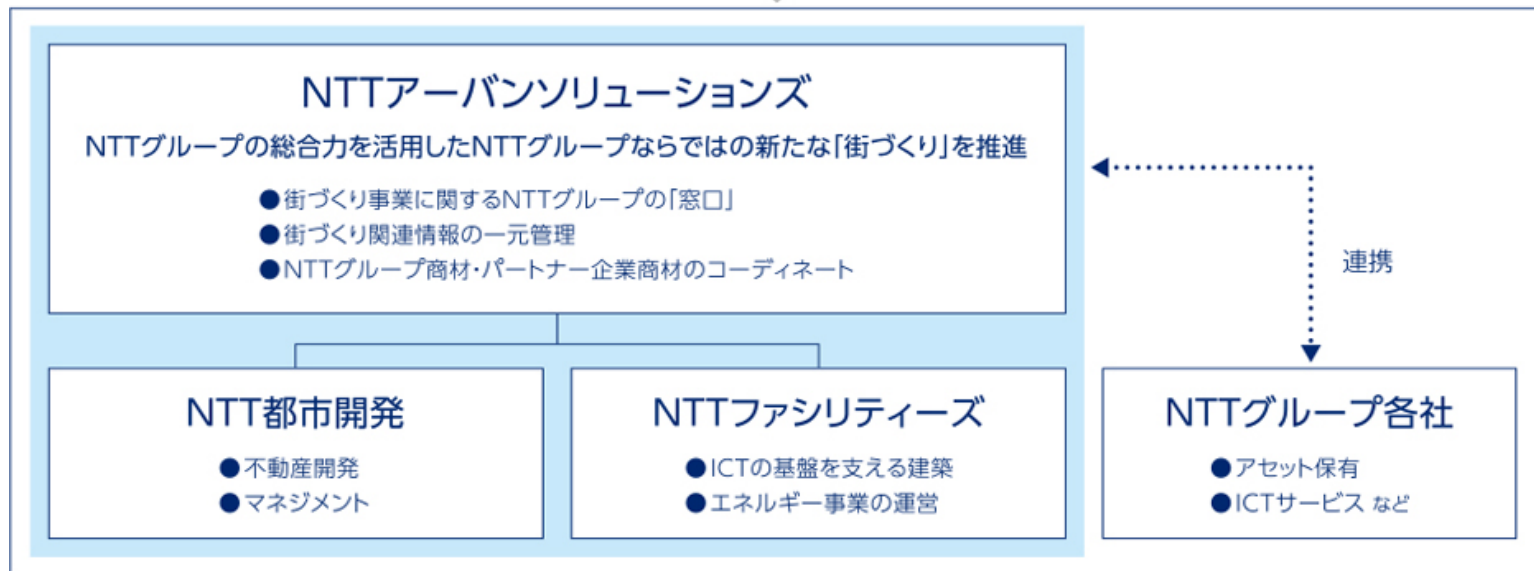 NTTアーバンソリューションズ
NTTグループの総合力を活用したNTTグループならではの新たな「街づくり」を推進
●街づくり事業に関するNTTグループの「窓口」
●街づくり関連情報の一元管理
●NTTグループ商材・パートナー企業商材のコーディネート
連携
NTT都市開発
●不動産開発
●マネジメント
NTTファシリティーズ
●ICTの基盤を支える建築
●エネルギー事業の運営
NTTグループ各社
●アセット保有
●ICTサービス など